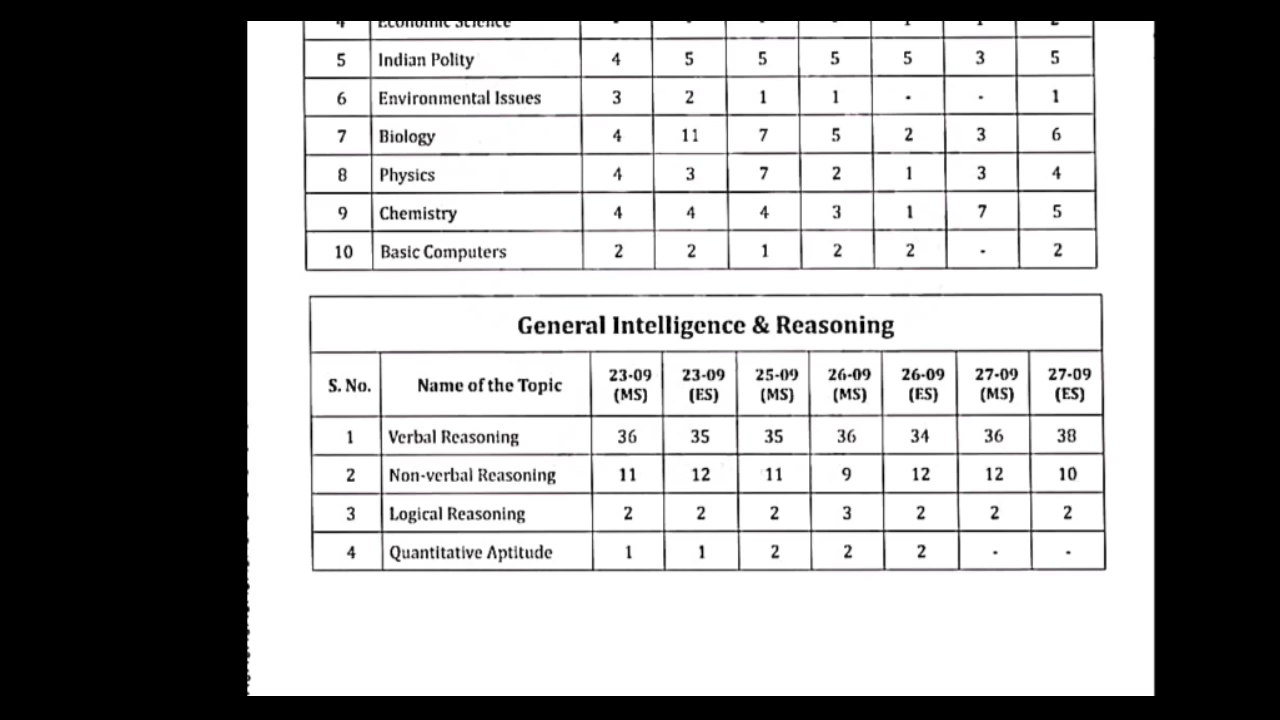 4 Economic Science - - - - 1 1 2
5 Indian Polity 4 5 5 5 5 3 5
6 Environmental Issues 3 2 1 1 - - 1
7 Biology 4 11 7 5 2 3 6
8 Physics 4 3 7 2 1 3 4
9 Chemistry 4 4 4 3 1 7 5
10 Basic Computers 2 2 1 2 2 - 2
General Intelligence & Reasoning
S. No. Name of the Topic 23-09 (MS) 23-09 (ES) 25-09 (MS) 26-09 (MS) 26-09 (ES) 27-09 (MS) 27-09 (ES)
1 Verbal Reasoning 36 35 35 36 34 36 38
2 Non-verbal Reasoning 11 12 11 9 12 12 10
3 Logical Reasoning 2 2 2 3 2 2 2
4 Quantitative Aptitude 1 1 2 2 2 - -